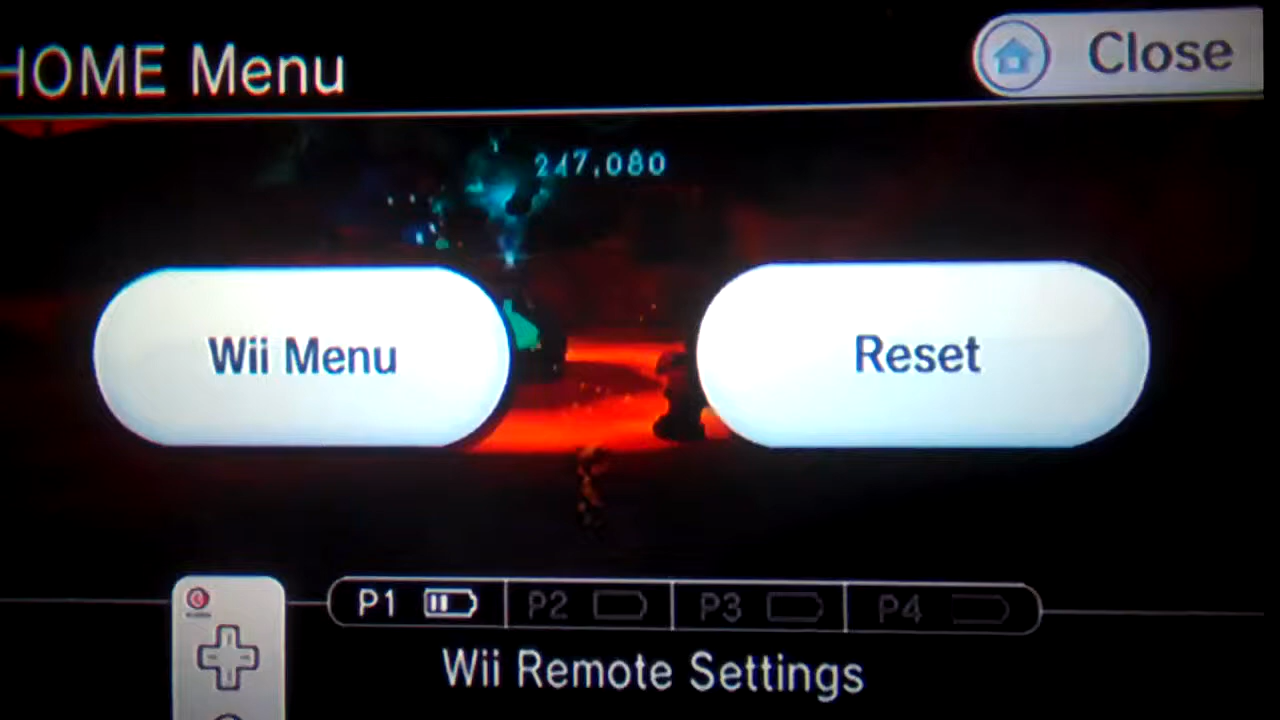 HOME Menu
Close
247,080
Wii Menu
Reset
P1
P2
P3
P4
Wii Remote Settings